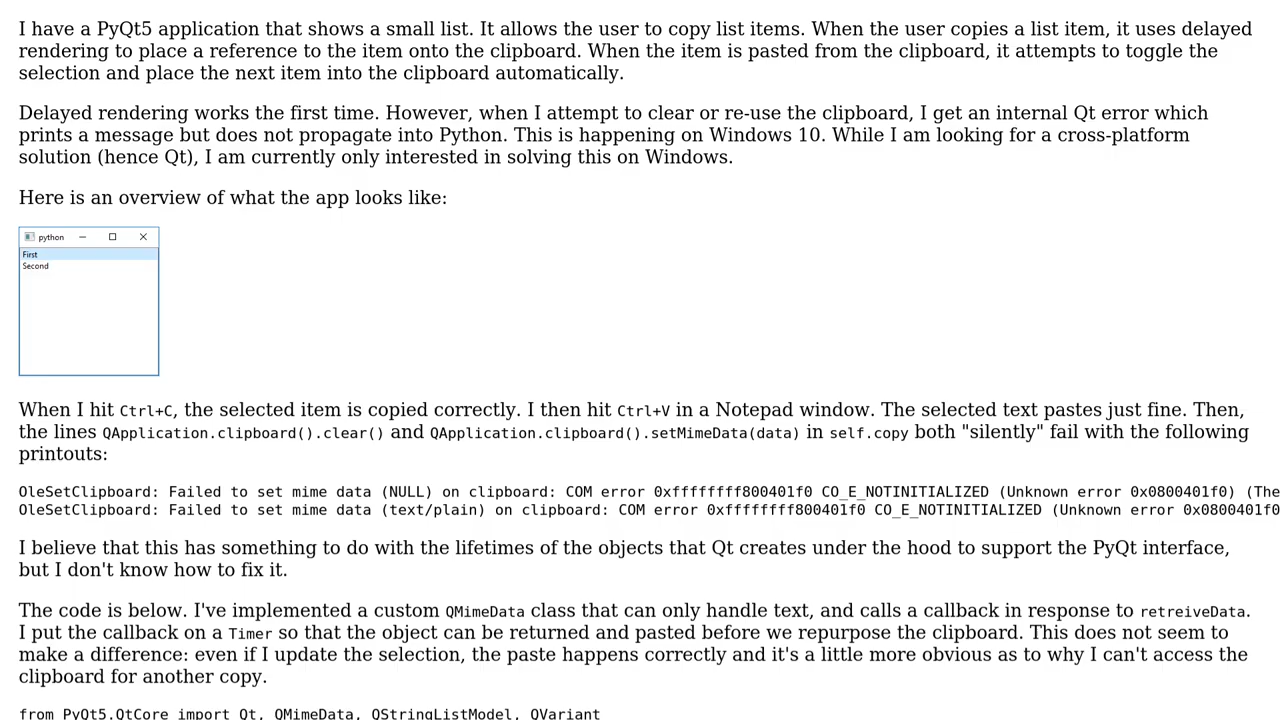 I have a PyQt5 application that shows a small list. It allows the user to copy list items. When the user copies a list item, it uses delayed
rendering to place a reference to the item onto the clipboard. When the item is pasted from the clipboard, it attempts to toggle the
selection and place the next item into the clipboard automatically.
Delayed rendering works the first time. However, when I attempt to clear or re-use the clipboard, I get an internal Qt error which
prints a message but does not propagate into Python. This is happening on Windows 10. While I am looking for a cross-platform
solution (hence Qt), I am currently only interested in solving this on Windows.
Here is an overview of what the app looks like:
python
First
Second
When I hit Ctrl+C, the selected item is copied correctly. I then hit Ctrl+V in a Notepad window. The selected text pastes just fine. Then,
the lines QApplication.clipboard().clear() and QApplication.clipboard().setMimeData(data) in self.copy both "silently" fail with the following
printouts:
OleSetClipboard: Failed to set mime data (NULL) on clipboard: COM error 0xffffffff800401f0 CO_E_NOTINITIALIZED (Unknown error 0x0800401f0) (The
OleSetClipboard: Failed to set mime data (text/plain) on clipboard: COM error 0xffffffff800401f0 CO_E_NOTINITIALIZED (Unknown error 0x0800401f0
I believe that this has something to do with the lifetimes of the objects that Qt creates under the hood to support the PyQt interface,
but I don't know how to fix it.
The code is below. I've implemented a custom QMimeData class that can only handle text, and calls a callback in response to retreiveData.
I put the callback on a Timer so that the object can be returned and pasted before we repurpose the clipboard. This does not seem to
make a difference: even if I update the selection, the paste happens correctly and it's a little more obvious as to why I can't access the
clipboard for another copy.
from PyQt5.QtCore import Qt, QMimeData, QStringListModel, QVariant